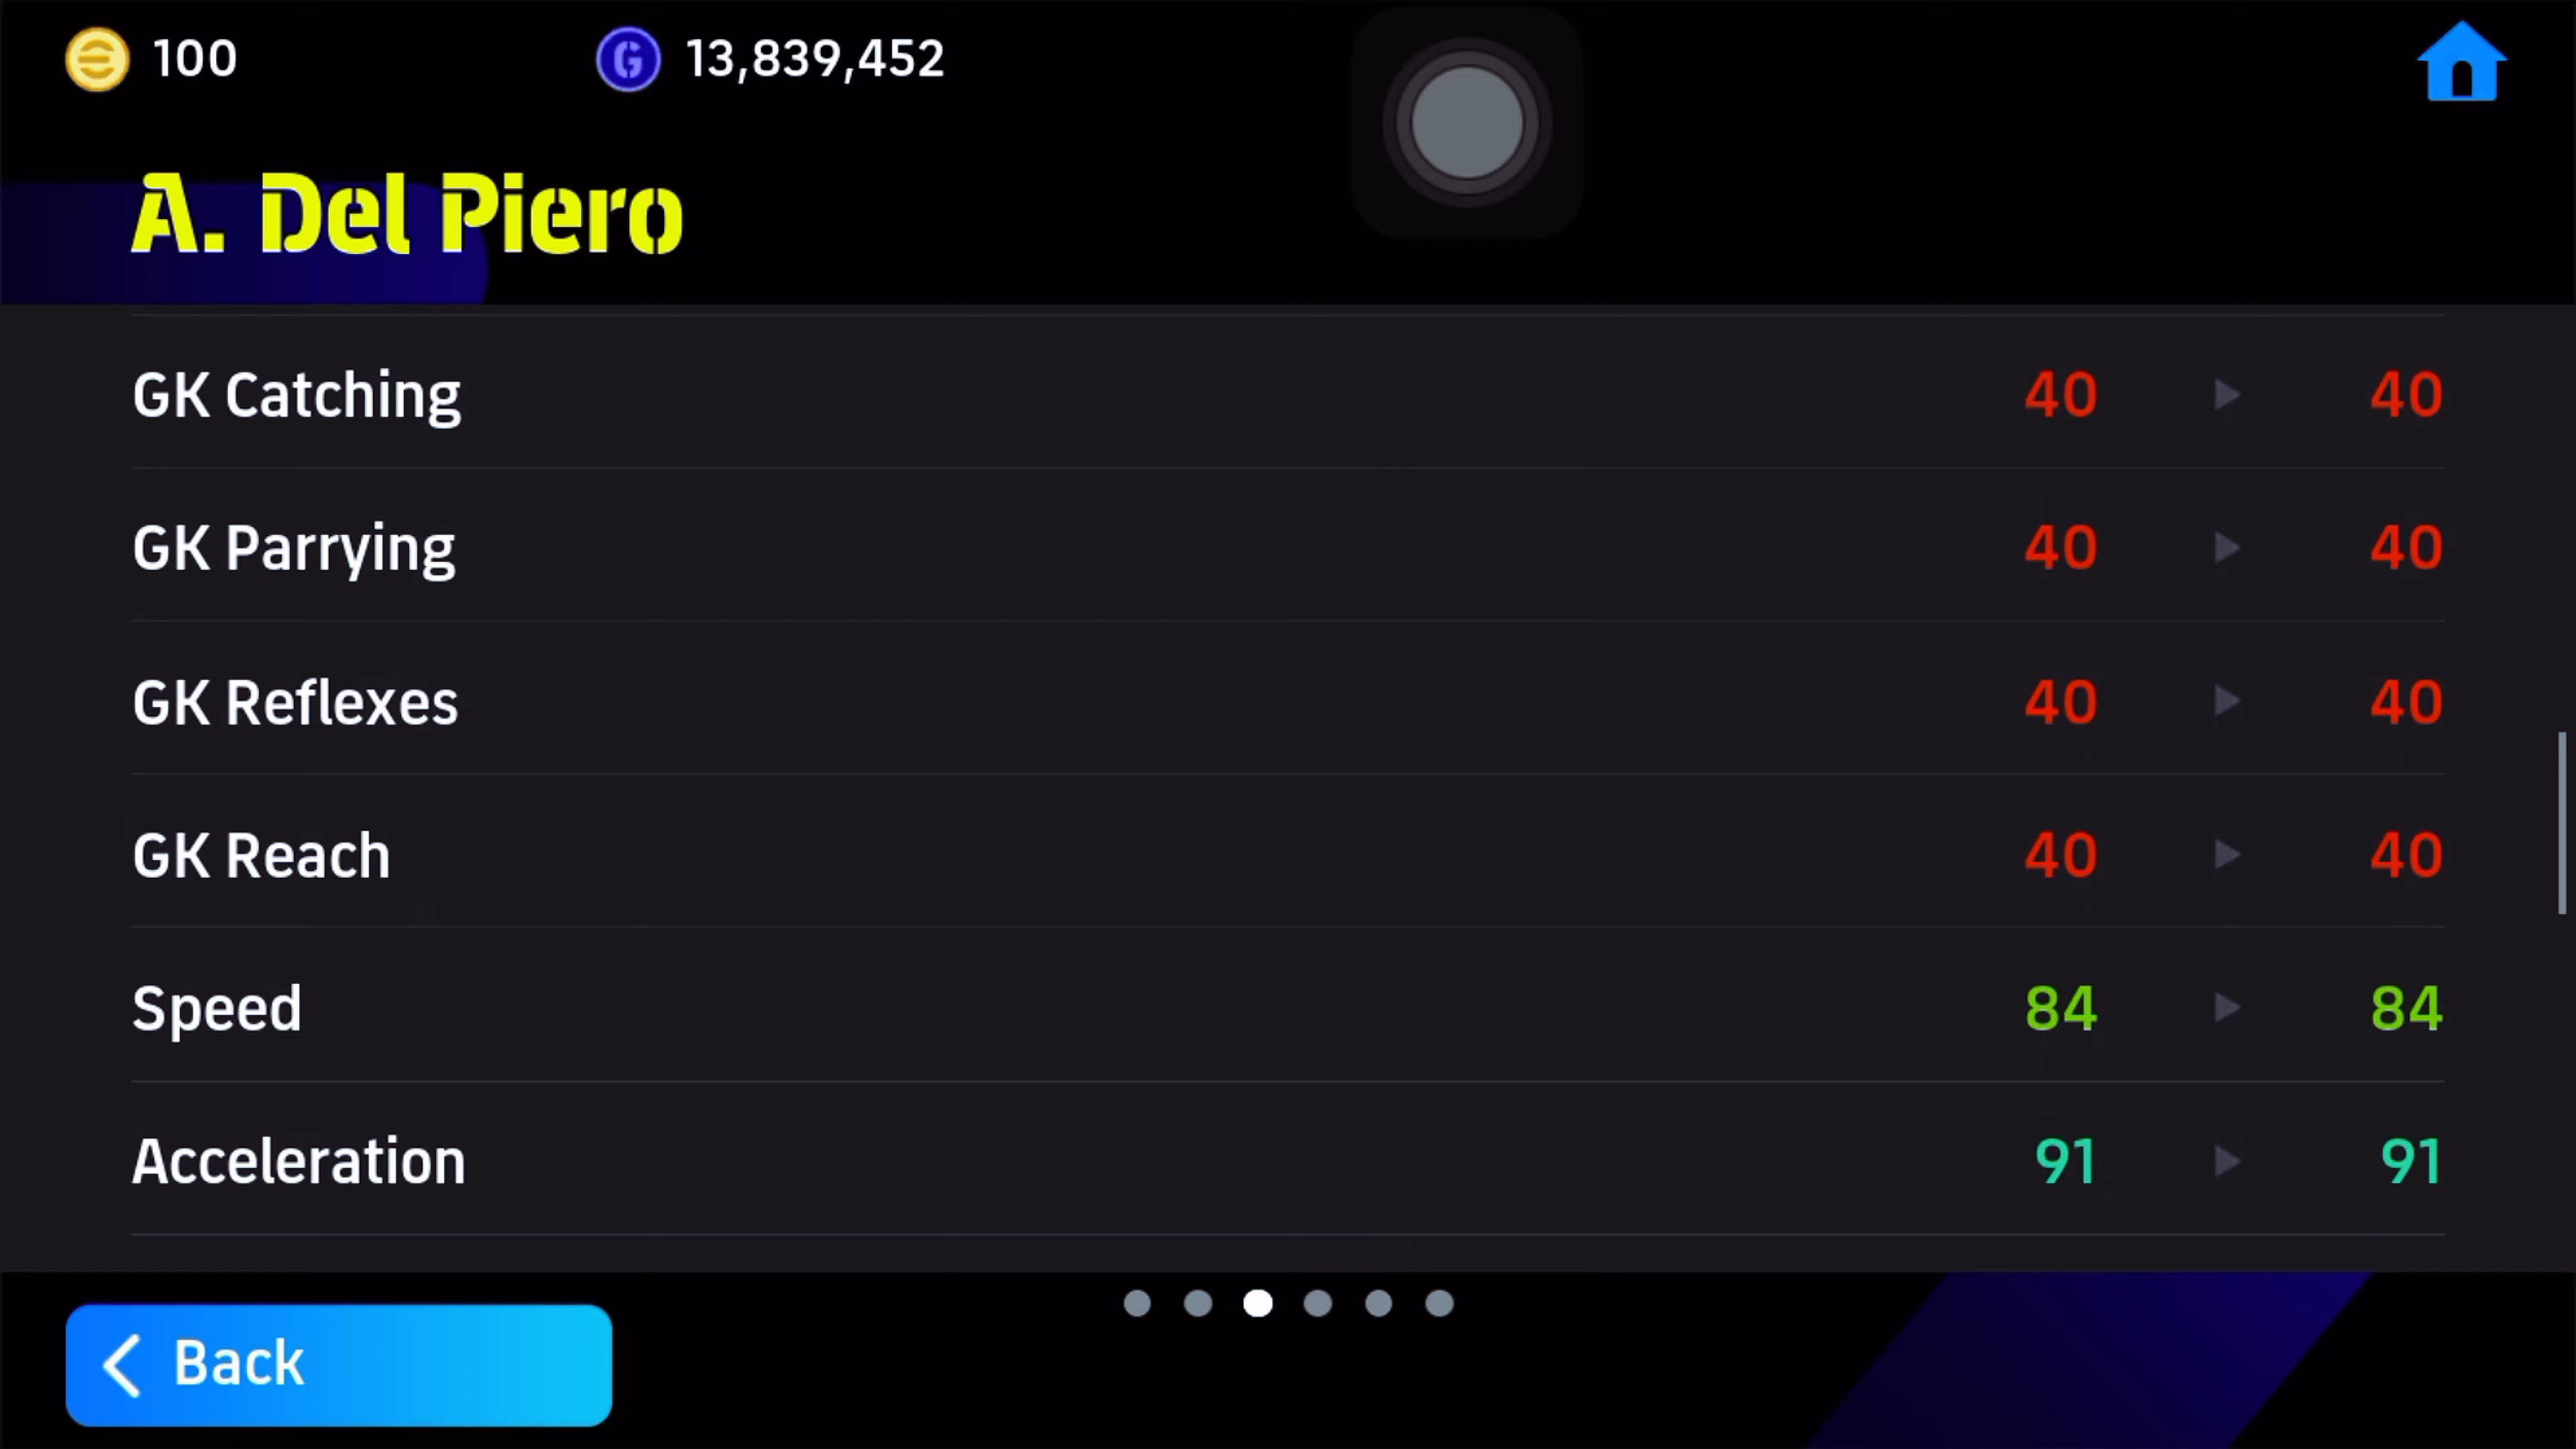 100 13,839,452
A. Del Piero
GK Catching 40 40
GK Parrying 40 40
GK Reflexes 40 40
GK Reach 40 40
Speed 84 84
Acceleration 91 91
Back